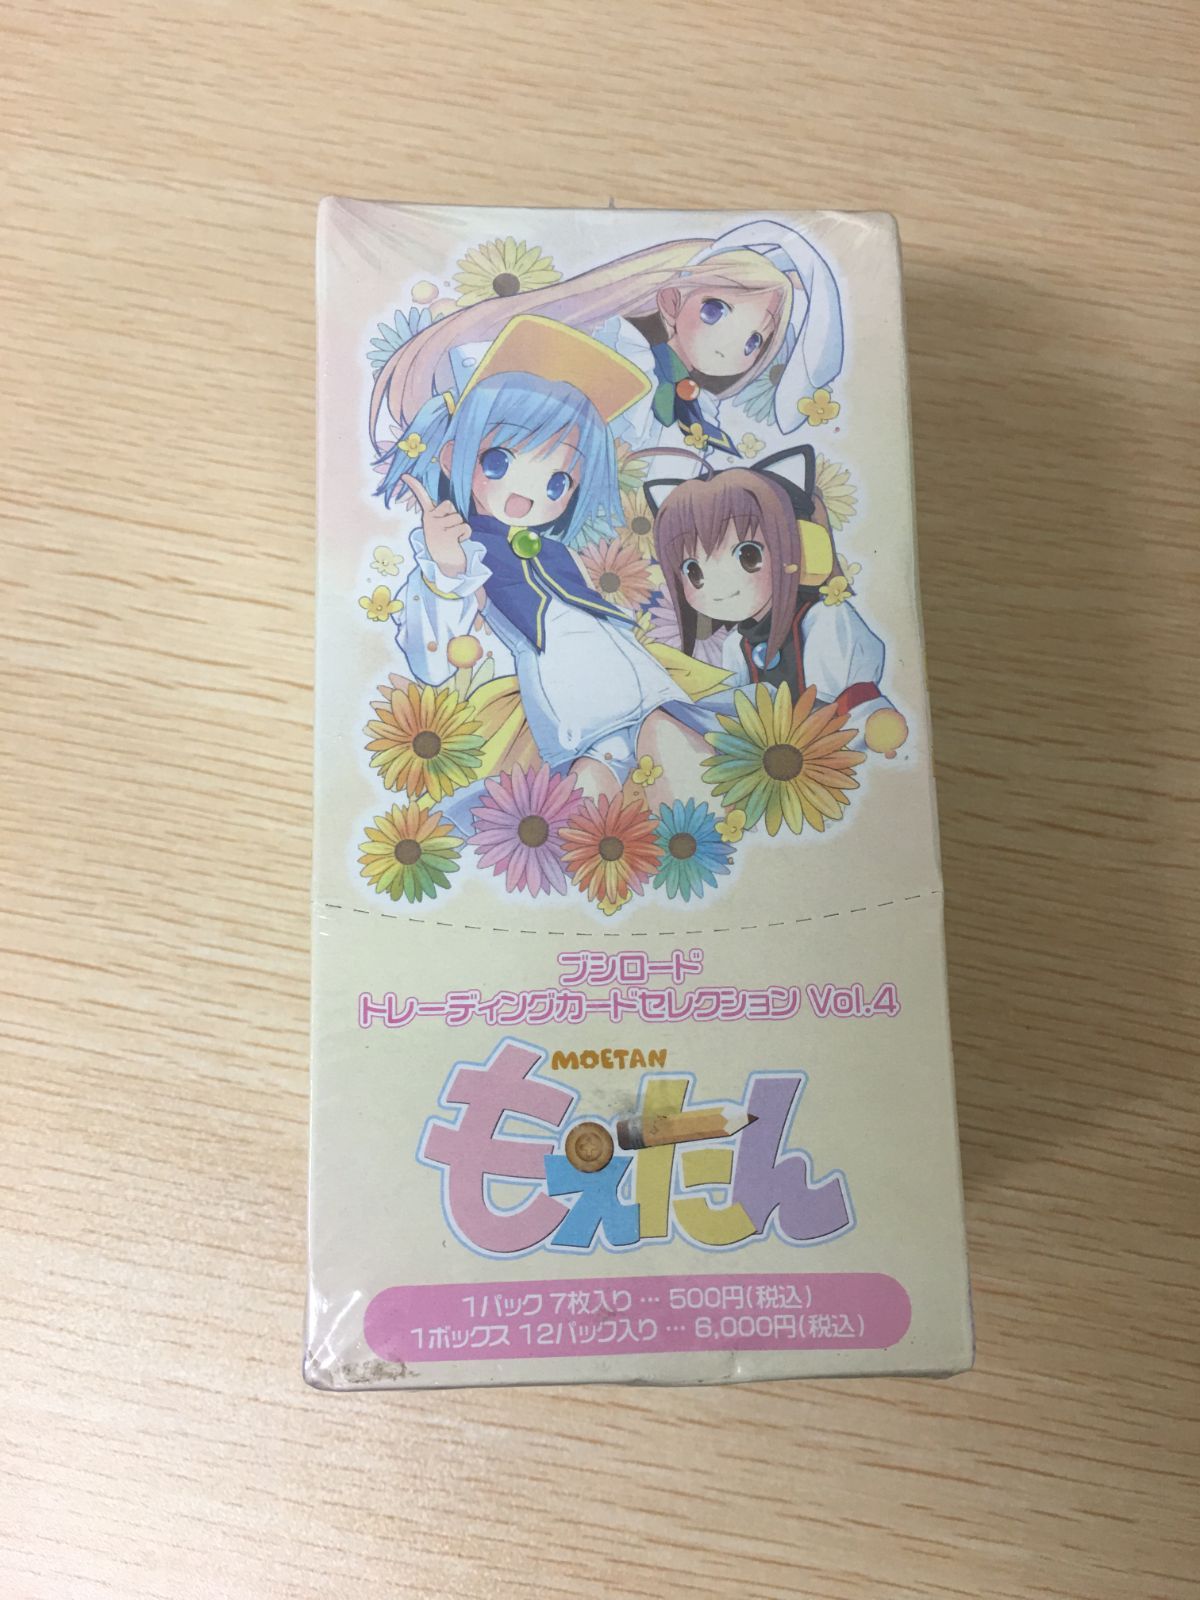 ブシロード
トレーディングカードセレクション Vol.4
MOETAN
もえたん
1パック 7枚入り … 500円(税込)
1ボックス 12パック入り … 6,000円(税込)